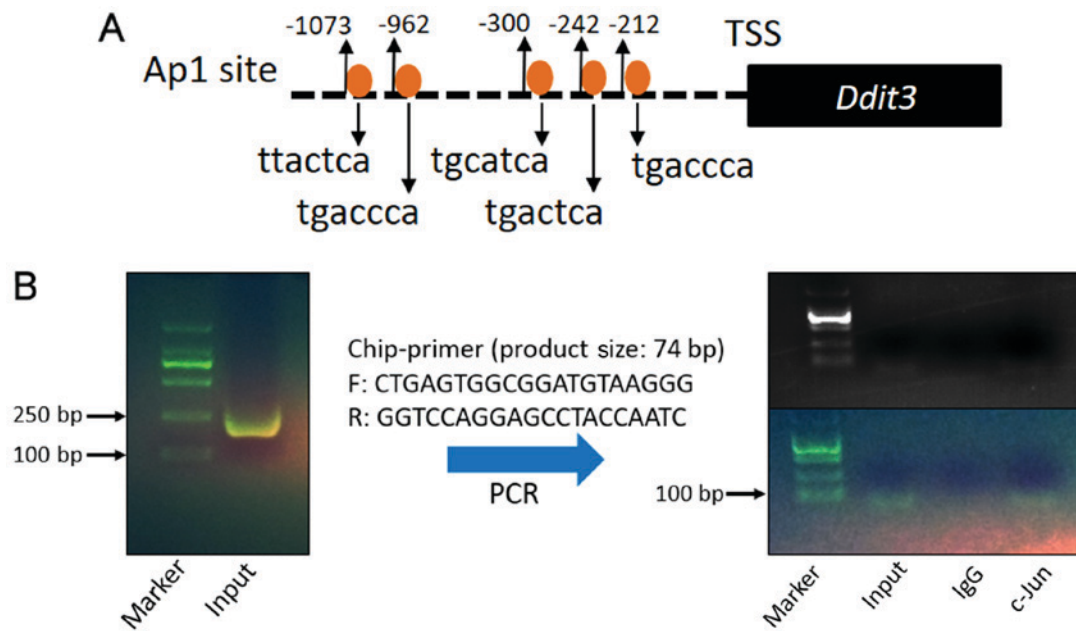 A
-1073
-962
-300
-242
-212
TSS
Ap1 site
Ddit3
ttactca
tgcatca
tgaccca
tgaccca
tgactca
B
Chip-primer (product size: 74 bp)
F: CTGAGTGGCGGATGTAAGGG
R: GGTCCAGGAGCCTACCAATC
PCR
250 bp
100 bp
Marker
Input
100 bp
Marker
Input
IgG
c-Jun